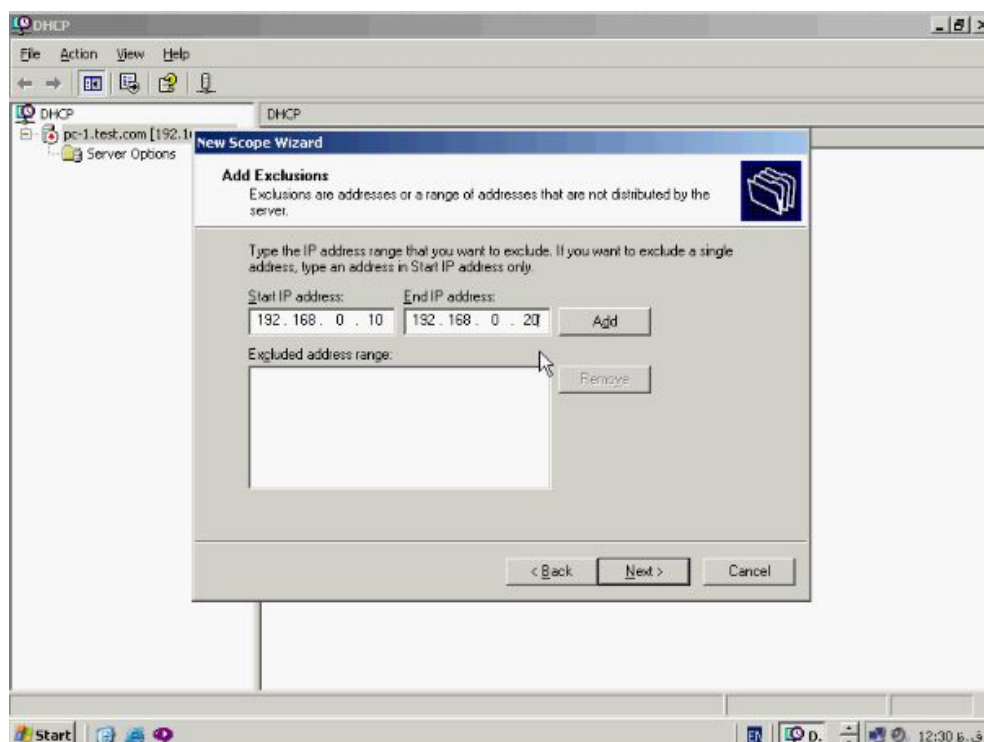 DHCP
File Action View Help
DHCP
DHCP
pc-1.test.com [192.1
Server Options
New Scope Wizard
Add Exclusions
Exclusions are addresses or a range of addresses that are not distributed by the
server.
Type the IP address range that you want to exclude. If you want to exclude a single
address, type an address in Start IP address only.
Start IP address: End IP address:
192 . 168 . 0 . 10 192 . 168 . 0 . 20 Add
Excluded address range:
Remove
< Back Next > Cancel
Start EN D. 12:30